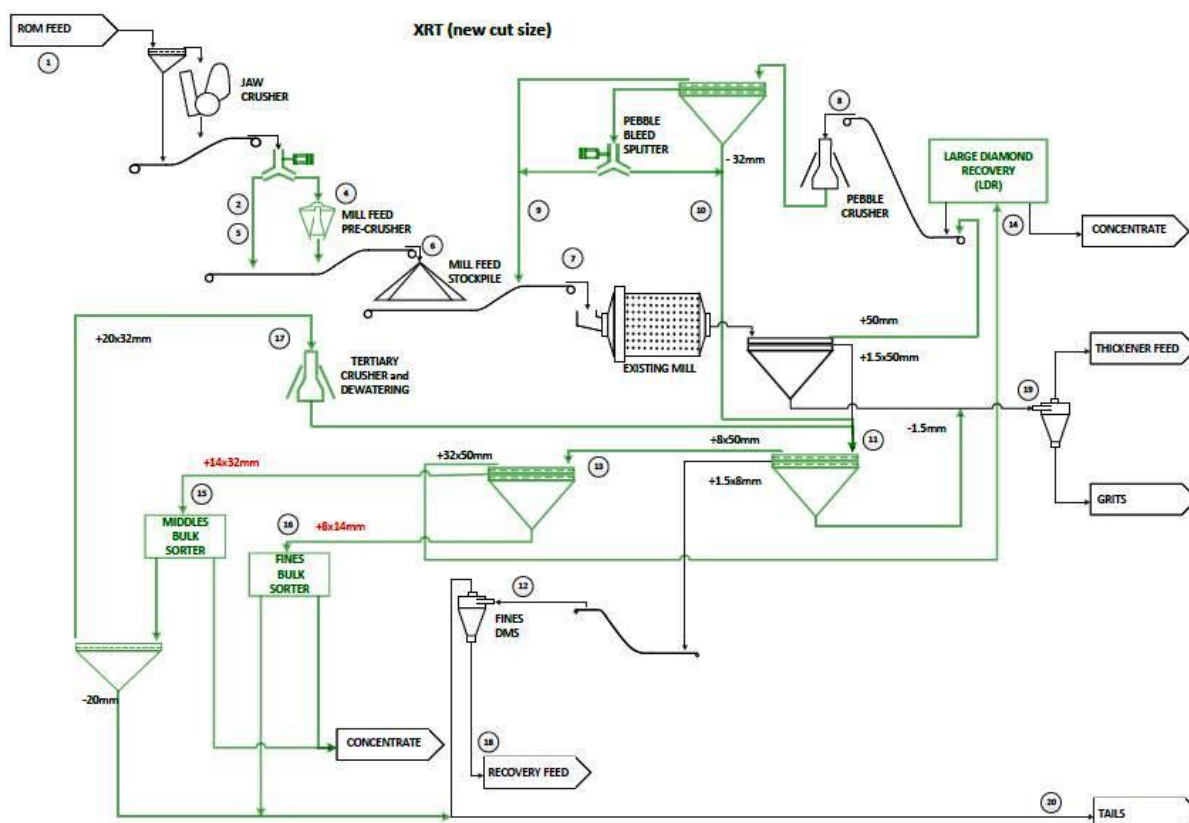 ROM FEED
XRT (new cut size)
1
JAW
CRUSHER
PEBBLE
BLEED
SPLITTER
- 32mm
8
PEBBLE
CRUSHER
LARGE DIAMOND
RECOVERY
(LDR)
14
CONCENTRATE
2
5
4
MILL FEED
PRE-CRUSHER
9
10
6
MILL FEED
STOCKPILE
7
EXISTING MILL
+50mm
+1.5x50mm
THICKENER FEED
+20x32mm
17
TERTIARY
CRUSHER and
DEWATERING
19
-1.5mm
+8x50mm
11
+14x32mm
+32x50mm
13
+1.5x8mm
GRITS
15
MIDDLES
BULK
SORTER
16
+8x14mm
FINES
BULK
SORTER
12
FINES
DMS
-20mm
CONCENTRATE
18
RECOVERY FEED
20
TAILS